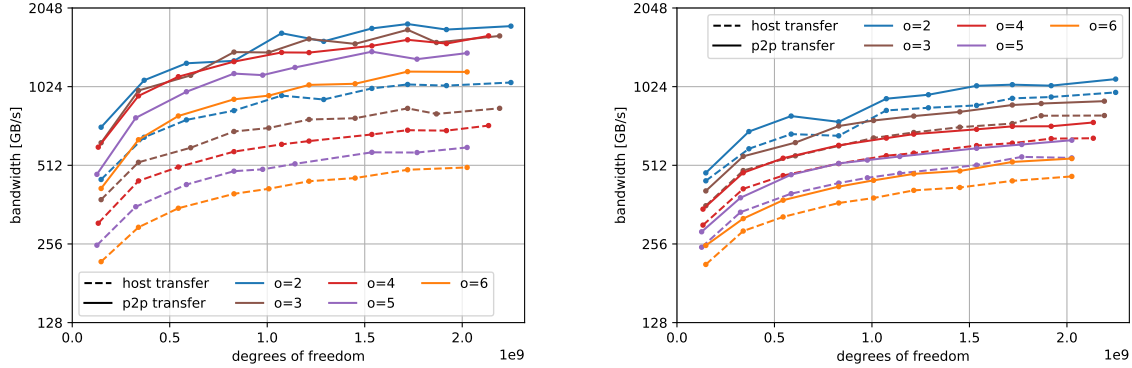 2048
1024
512
256
128
bandwidth [GB/s]
host transfer
p2p transfer
o=2
o=3
o=4
o=5
o=6
0.0 0.5 1.0 1.5 2.0
1e9
degrees of freedom
2048
1024
512
256
128
bandwidth [GB/s]
host transfer
p2p transfer
o=2
o=3
o=4
o=5
o=6
0.0 0.5 1.0 1.5 2.0
1e9
degrees of freedom